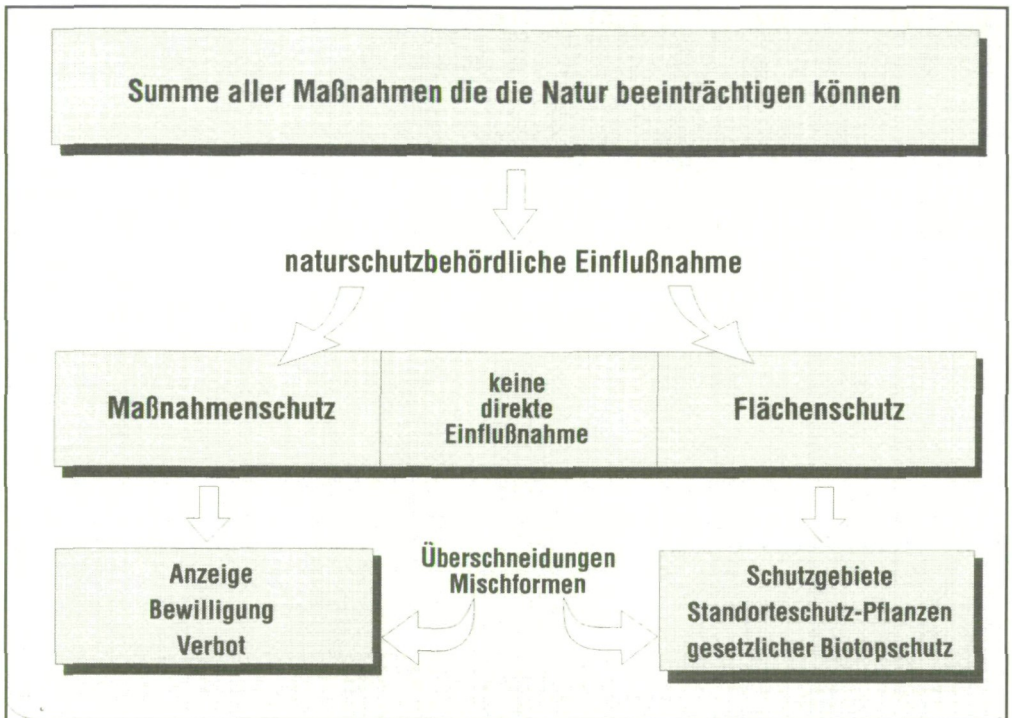 Summe aller Maßnahmen die die Natur beeinträchtigen können
naturschutzbehördliche Einflußnahme
Maßnahmenschutz
keine
direkte
Einflußnahme
Flächenschutz
Anzeige
Bewilligung
Verbot
Überschneidungen
Mischformen
Schutzgebiete
Standorteschutz-Pflanzen
gesetzlicher Biotopschutz